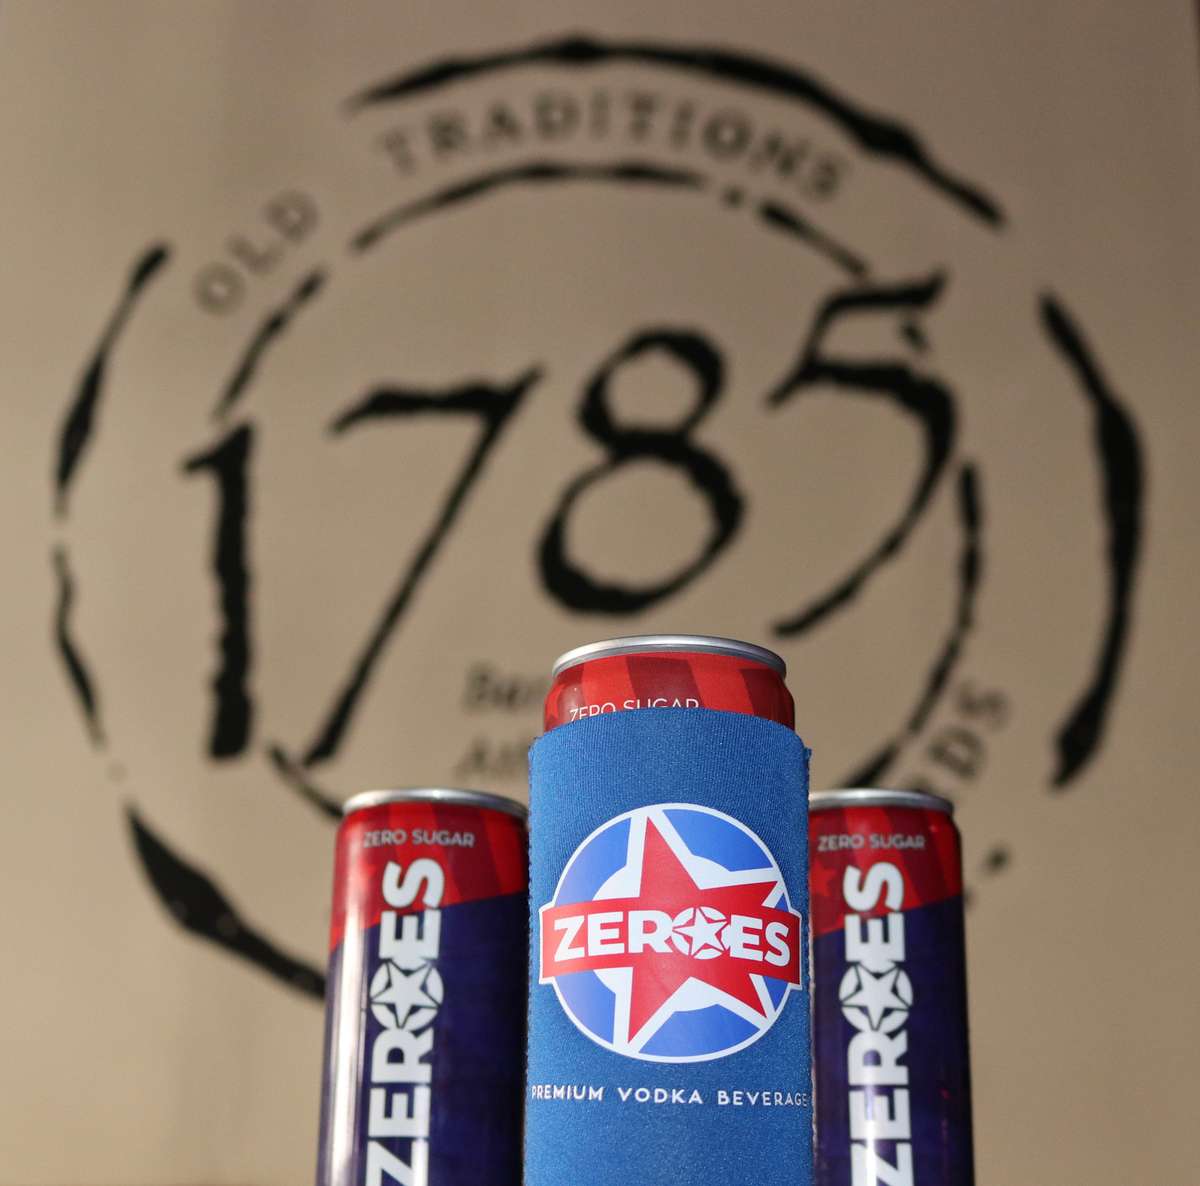 OLD TRADITIONS
1785
ZERO SUGAR
ZEROES
PREMIUM VODKA BEVERAGE
ZERO SUGAR
ZEROES
ZERO SUGAR
ZEROES